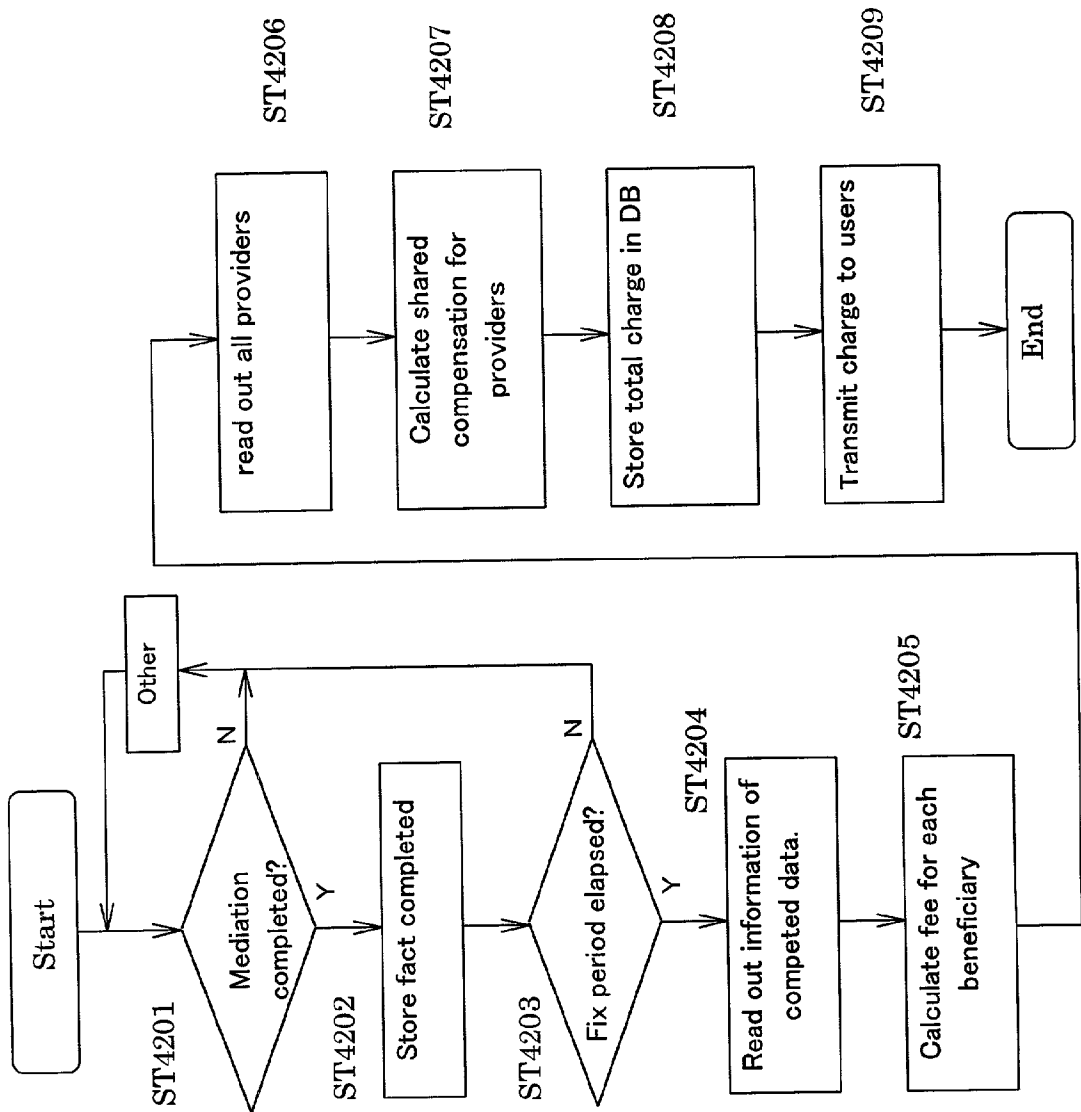 Start
Other
ST4201
Mediation
completed?
N
Y
ST4202
Store fact completed
ST4203
Fix period elapsed?
N
Y
ST4204
Read out information of
competed data.
ST4205
Calculate fee for each
beneficiary
read out all providers
ST4206
Calculate shared
compensation for
providers
ST4207
Store total charge in DB
ST4208
Transmit charge to users
ST4209
End